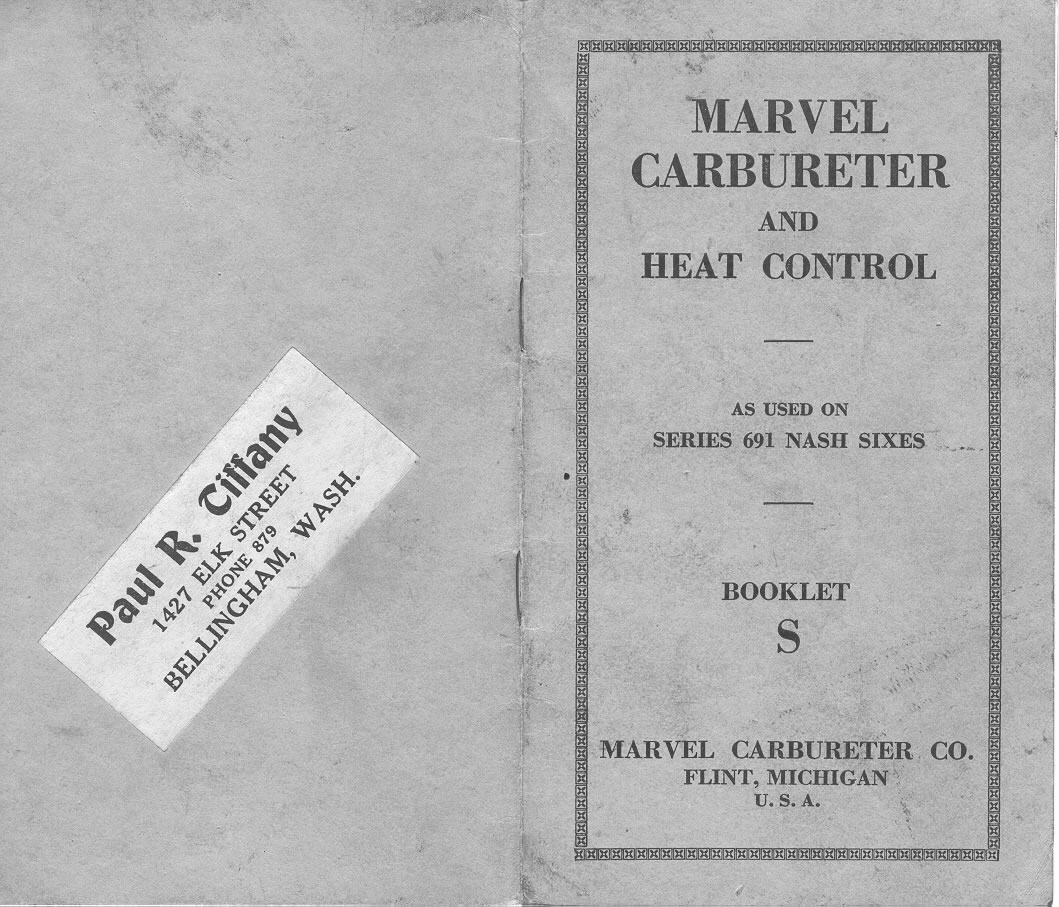 Paul R. Tiffany
1427 ELK STREET
PHONE 879
BELLINGHAM, WASH.
MARVEL
CARBURETER
AND
HEAT CONTROL
AS USED ON
SERIES 691 NASH SIXES
BOOKLET
S
MARVEL CARBURETER CO.
FLINT, MICHIGAN
U. S. A.